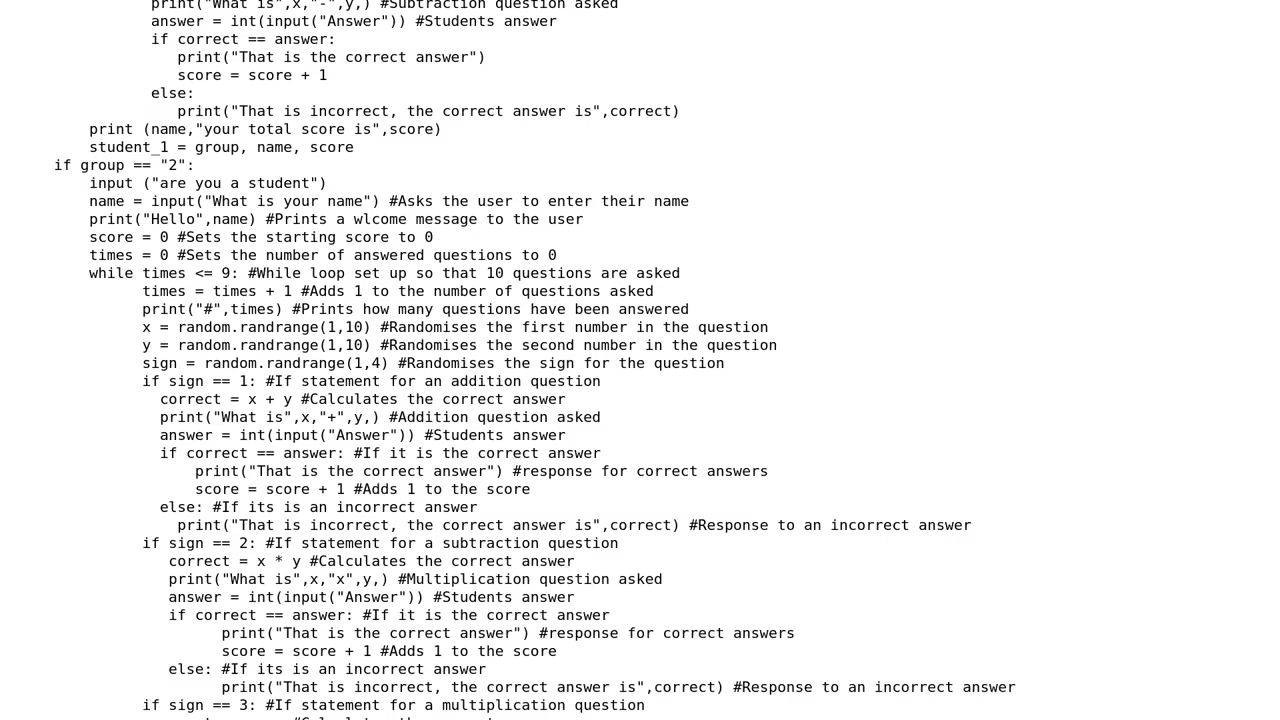 print("What is",x,"-",y,) #Subtraction question asked
answer = int(input("Answer")) #Students answer
if correct == answer:
print("That is the correct answer")
score = score + 1
else:
print("That is incorrect, the correct answer is",correct)
print (name,"your total score is",score)
student_1 = group, name, score
if group == "2":
input ("are you a student")
name = input("What is your name") #Asks the user to enter their name
print("Hello",name) #Prints a wlcome message to the user
score = 0 #Sets the starting score to 0
times = 0 #Sets the number of answered questions to 0
while times <= 9: #While loop set up so that 10 questions are asked
times = times + 1 #Adds 1 to the number of questions asked
print("#",times) #Prints how many questions have been answered
x = random.randrange(1,10) #Randomises the first number in the question
y = random.randrange(1,10) #Randomises the second number in the question
sign = random.randrange(1,4) #Randomises the sign for the question
if sign == 1: #If statement for an addition question
correct = x + y #Calculates the correct answer
print("What is",x,"+",y,) #Addition question asked
answer = int(input("Answer")) #Students answer
if correct == answer: #If it is the correct answer
print("That is the correct answer") #response for correct answers
score = score + 1 #Adds 1 to the score
else: #If its is an incorrect answer
print("That is incorrect, the correct answer is",correct) #Response to an incorrect answer
if sign == 2: #If statement for a subtraction question
correct = x * y #Calculates the correct answer
print("What is",x,"x",y,) #Multiplication question asked
answer = int(input("Answer")) #Students answer
if correct == answer: #If it is the correct answer
print("That is the correct answer") #response for correct answers
score = score + 1 #Adds 1 to the score
else: #If its is an incorrect answer
print("That is incorrect, the correct answer is",correct) #Response to an incorrect answer
if sign == 3: #If statement for a multiplication question